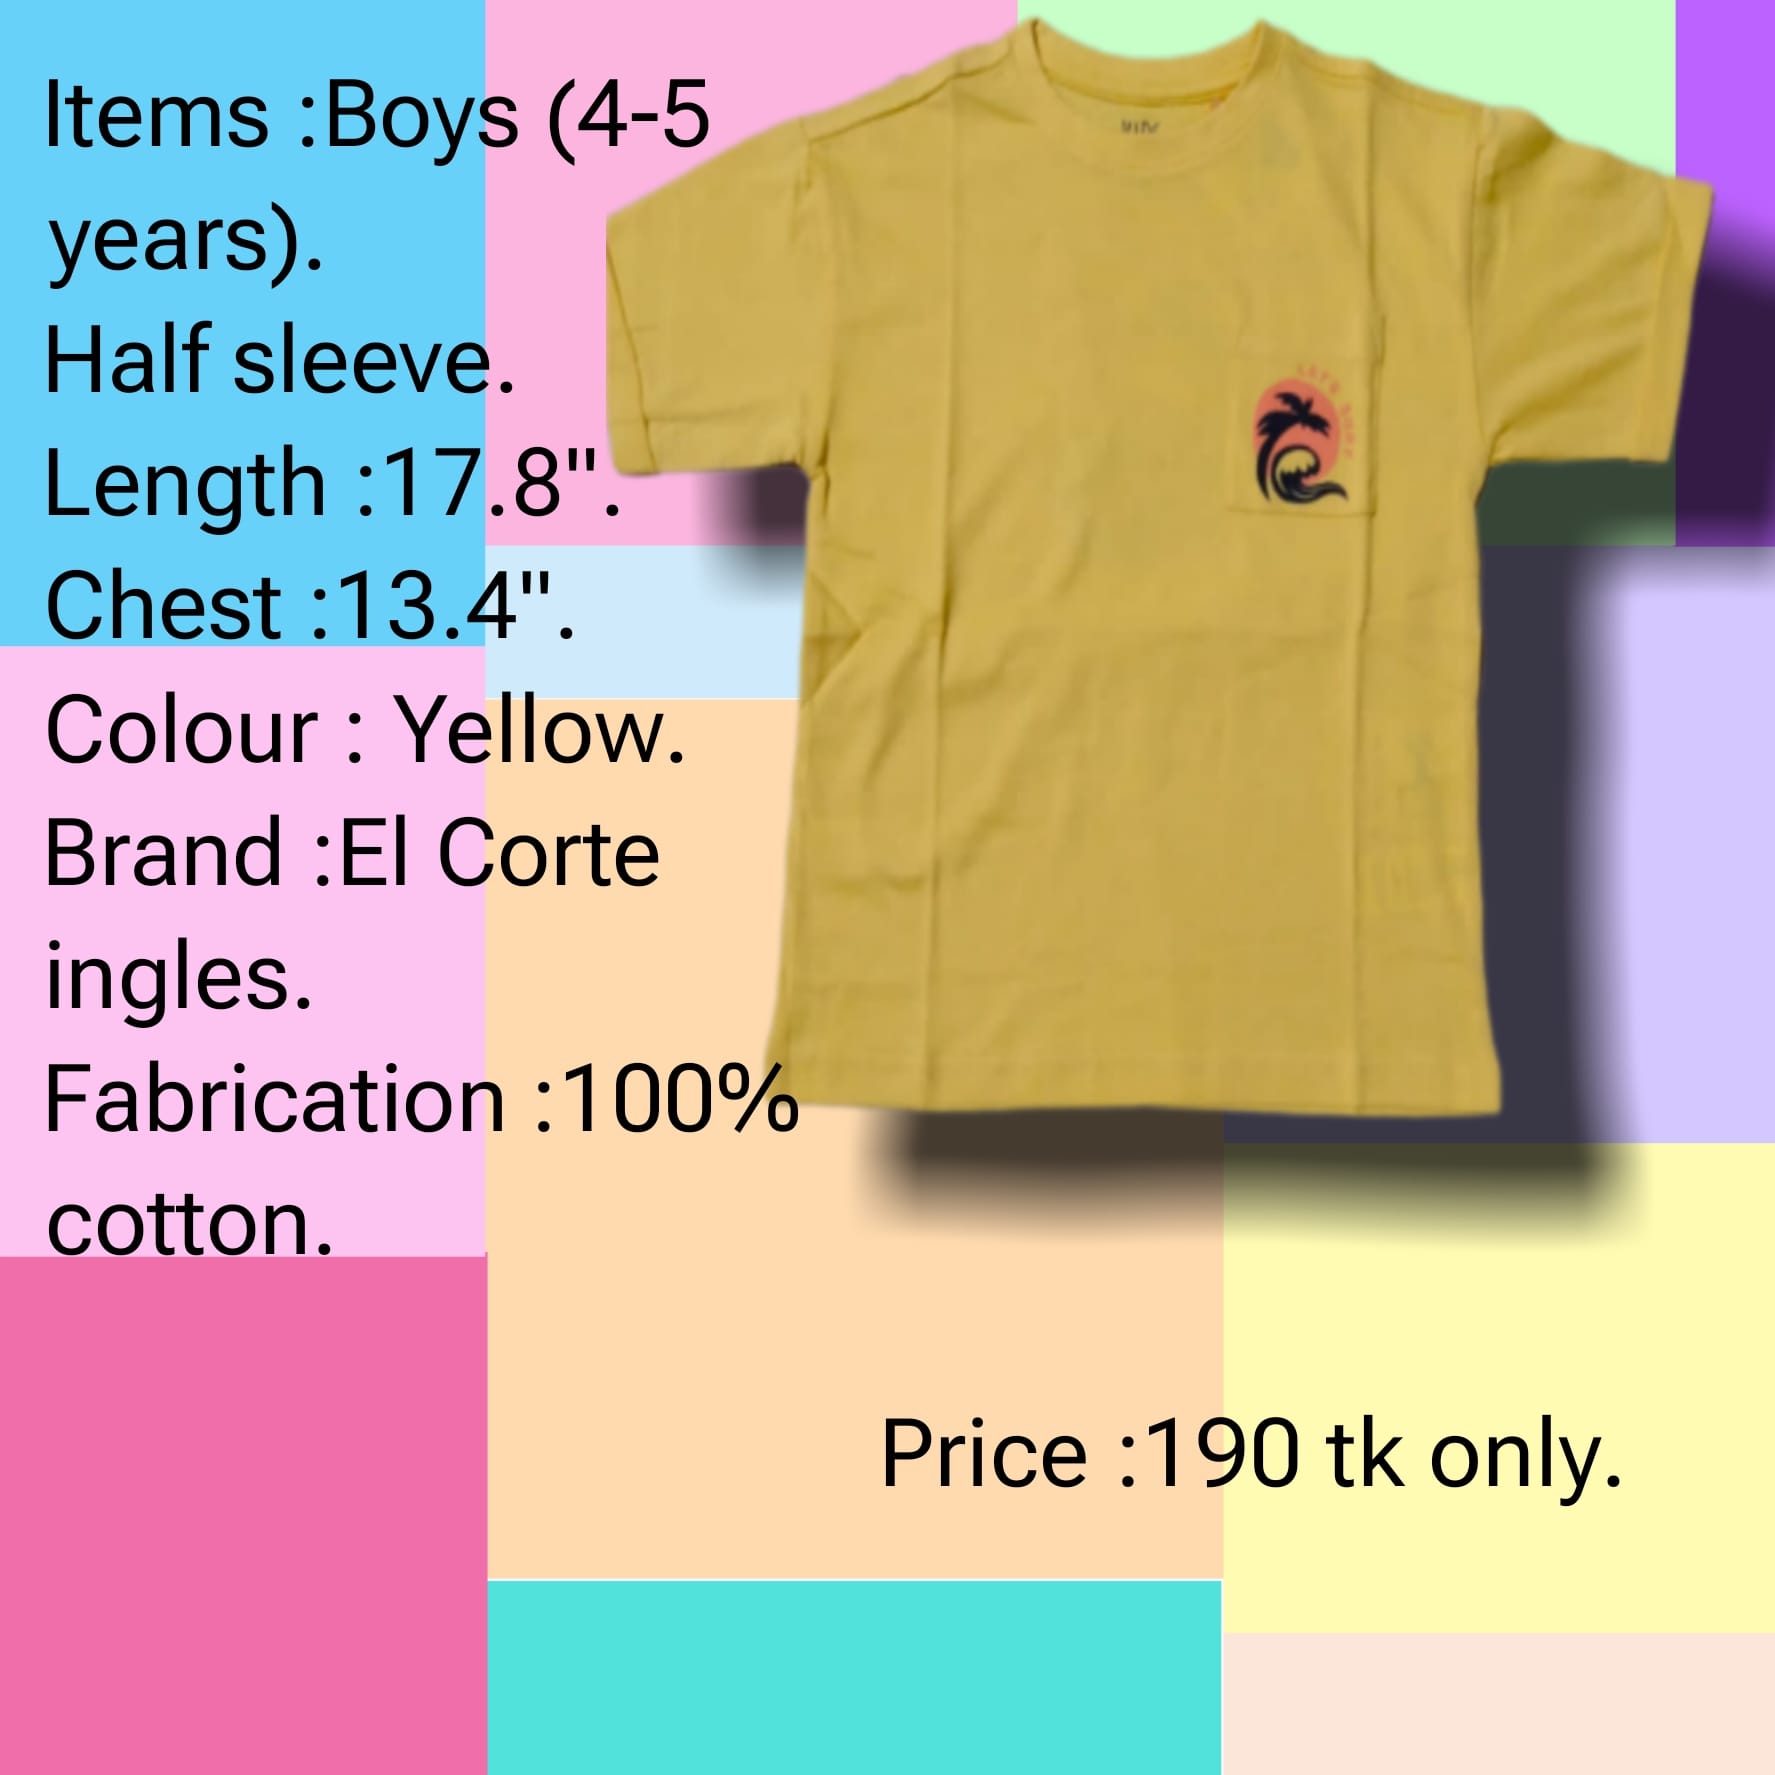 Items :Boys (4-5
years).
Half sleeve.
Length :17.8".
Chest :13.4".
Colour : Yellow.
Brand :El Corte
ingles.
Fabrication :100%
cotton.
Price :190 tk only.